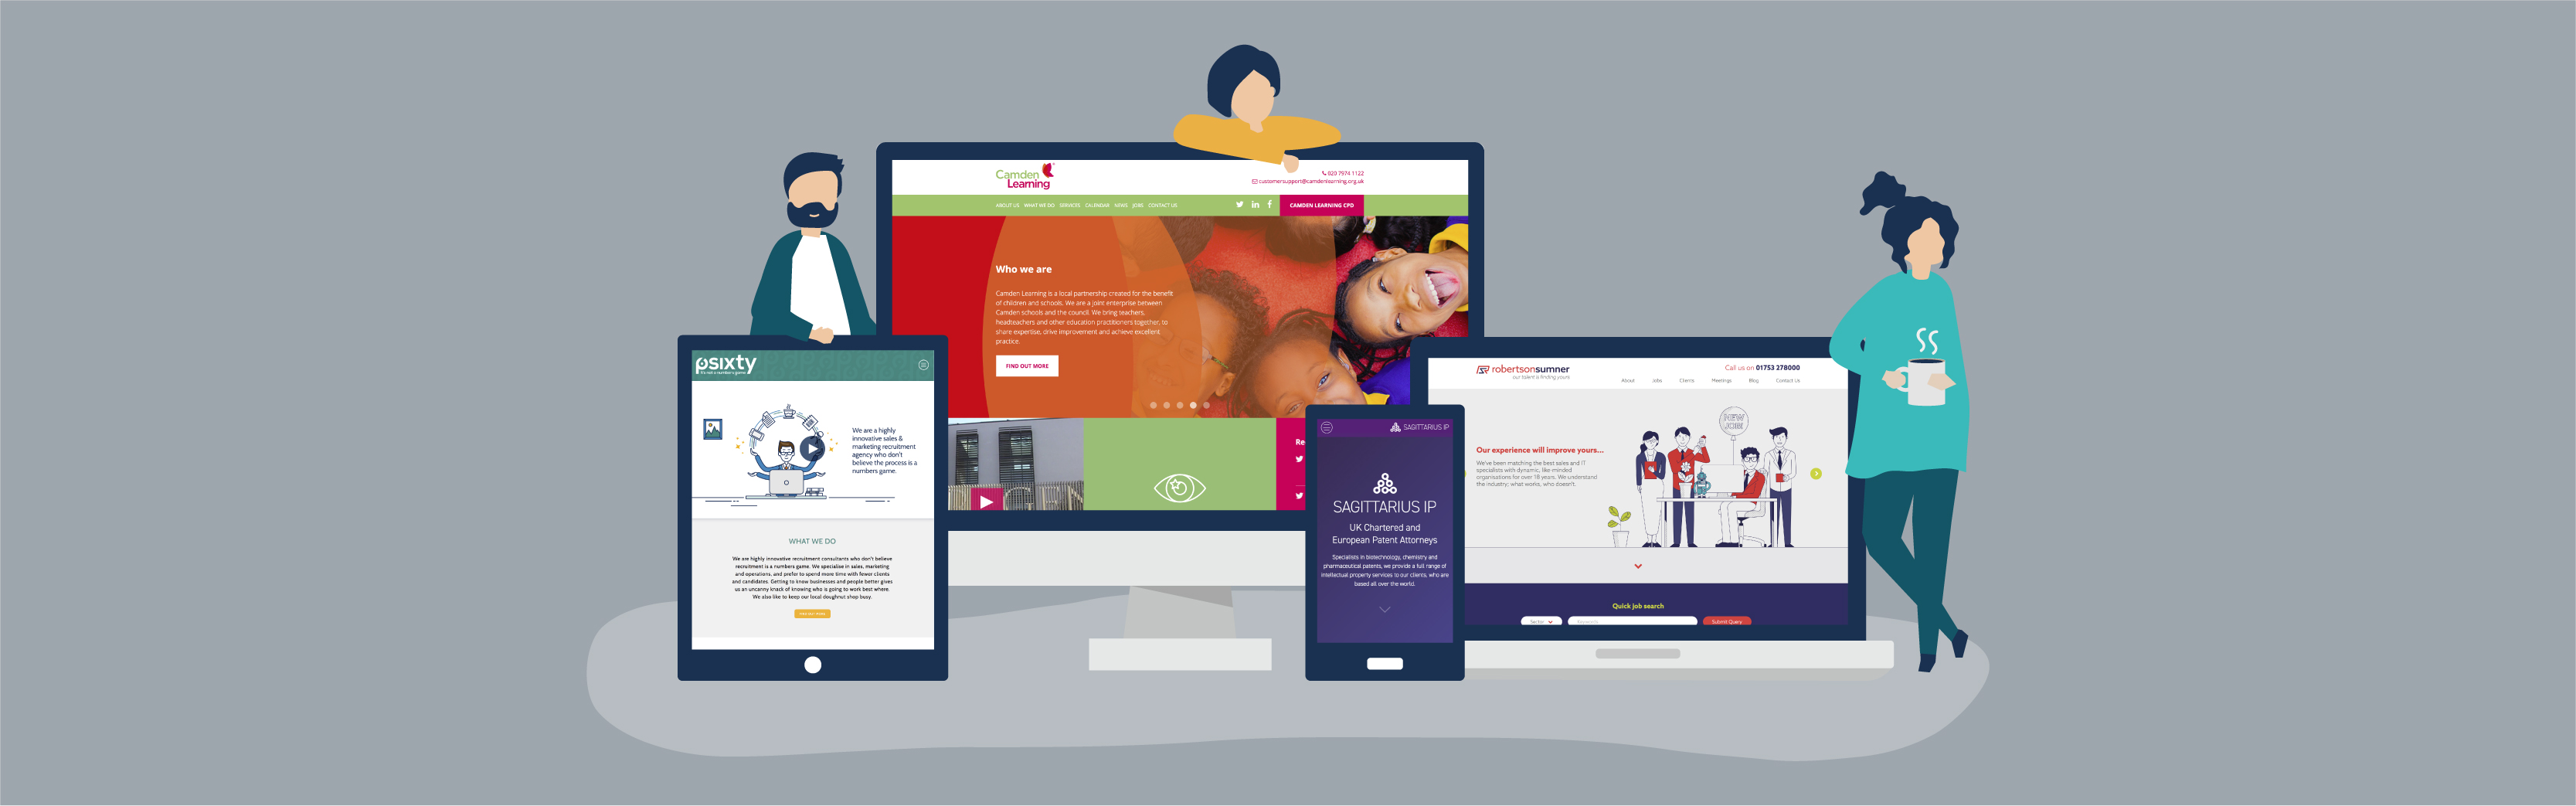 Camden
Learning
020 7974 1122
customersupport@camdenlearning.org.uk
ABOUT US WHAT WE DO SERVICES CALENDAR NEWS JOBS CONTACT US
CAMDEN LEARNING CPD
Who we are
Camden Learning is a local partnership created for the benefit
of children and schools. We are a joint enterprise between
Camden schools and the council. We bring teachers,
headteachers and other education practitioners together, to
share expertise, drive improvement and achieve excellent
practice.
FIND OUT MORE
Re
psixty
it's not a numbers game
We are a highly
innovative sales &
marketing recruitment
agency who don't
believe the process is a
numbers game.
WHAT WE DO
We are highly innovative recruitment consultants who don't believe
recruitment is a numbers game. We specialise in sales, marketing
and operations, and prefer to spend more time with fewer clients
and candidates. Getting to know businesses and people better gives
us an uncanny knack of knowing who is going to work best where.
We also like to keep our local doughnut shop busy.
FIND OUT MORE
SAGITTARIUS IP
SAGITTARIUS IP
UK Chartered and
European Patent Attorneys
Specialists in biotechnology, chemistry and
pharmaceutical patents, we provide a full range of
intellectual property services to our clients, who are
based all over the world.
robertsonsumner
our talent is finding yours
Call us on 01753 278000
About Jobs Clients Meetings Blog Contact Us
NEW
JOB!
Our experience will improve yours...
We've been matching the best sales and IT
specialists with dynamic, like-minded
organisations for over 18 years. We understand
the industry; what works, who doesn't.
Quick job search
Sector
Keyword
Submit Query